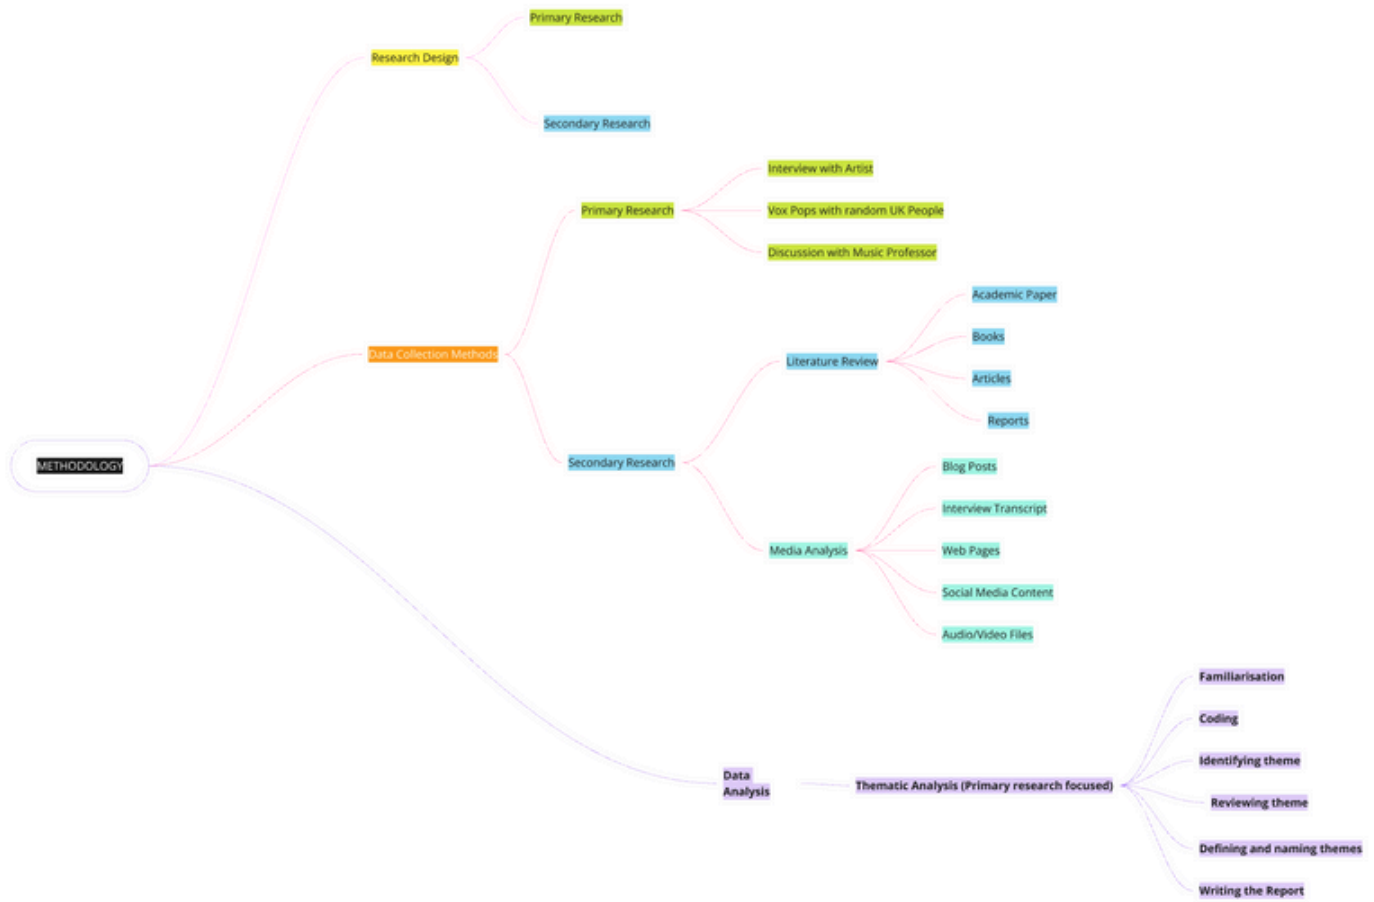 Primary Research
Research Design
Secondary Research
Interview with Artist
Primary Research
Vox Pops with random UK People
Discussion with Music Professor
Academic Paper
Books
Data Collection Methods
Literature Review
Articles
Reports
METHODOLOGY
Secondary Research
Blog Posts
Interview Transcript
Media Analysis
Web Pages
Social Media Content
Audio/Video Files
Familiarisation
Coding
Identifying theme
Data
Analysis
Thematic Analysis (Primary research focused)
Reviewing theme
Defining and naming themes
Writing the Report